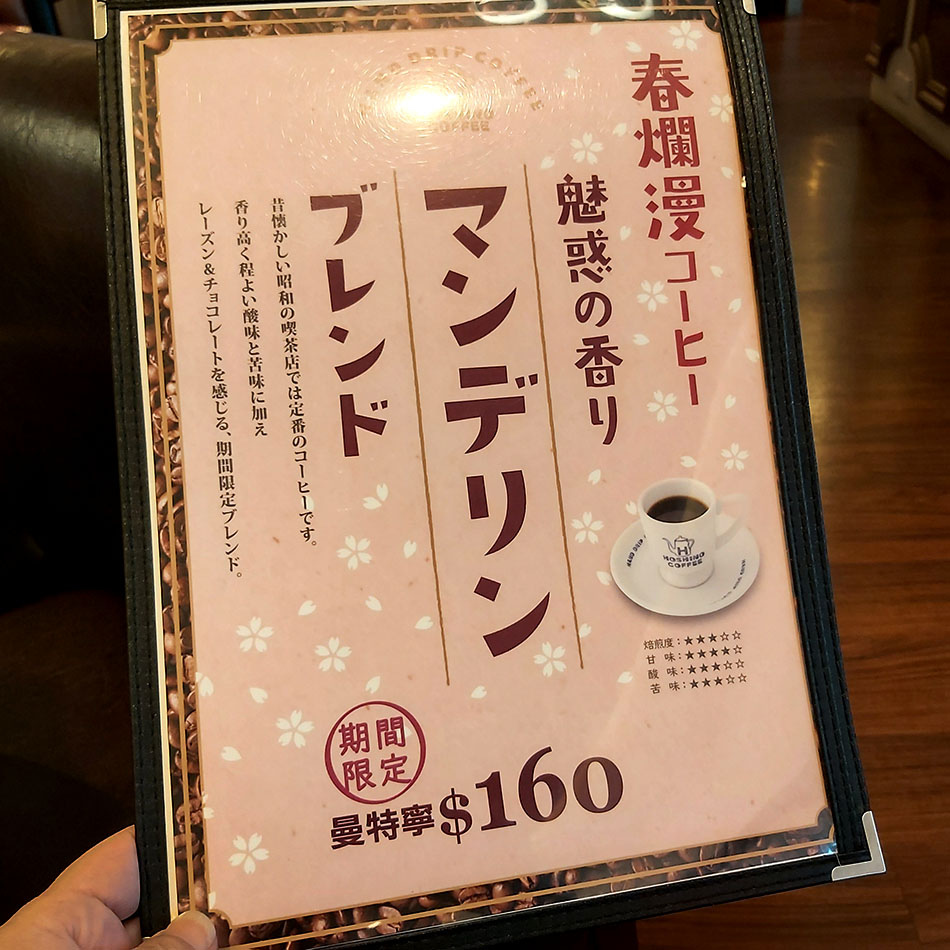 HAND DRIP COFFEE
HOSHINO
COFFEE
春爛漫コーヒー
魅惑の香り
マンデリン
ブレンド
昔懐かしい昭和の喫茶店では定番のコーヒーです。
香り高く程よい酸味と苦味に加え
レーズン&チョコレートを感じる、期間限定ブレンド。
HOSHINO
COFFEE
焙煎度:★★★☆☆
甘 味:★★★★☆
酸 味:★★★☆☆
苦 味:★★★☆☆
期間
限定
曼特寧$160